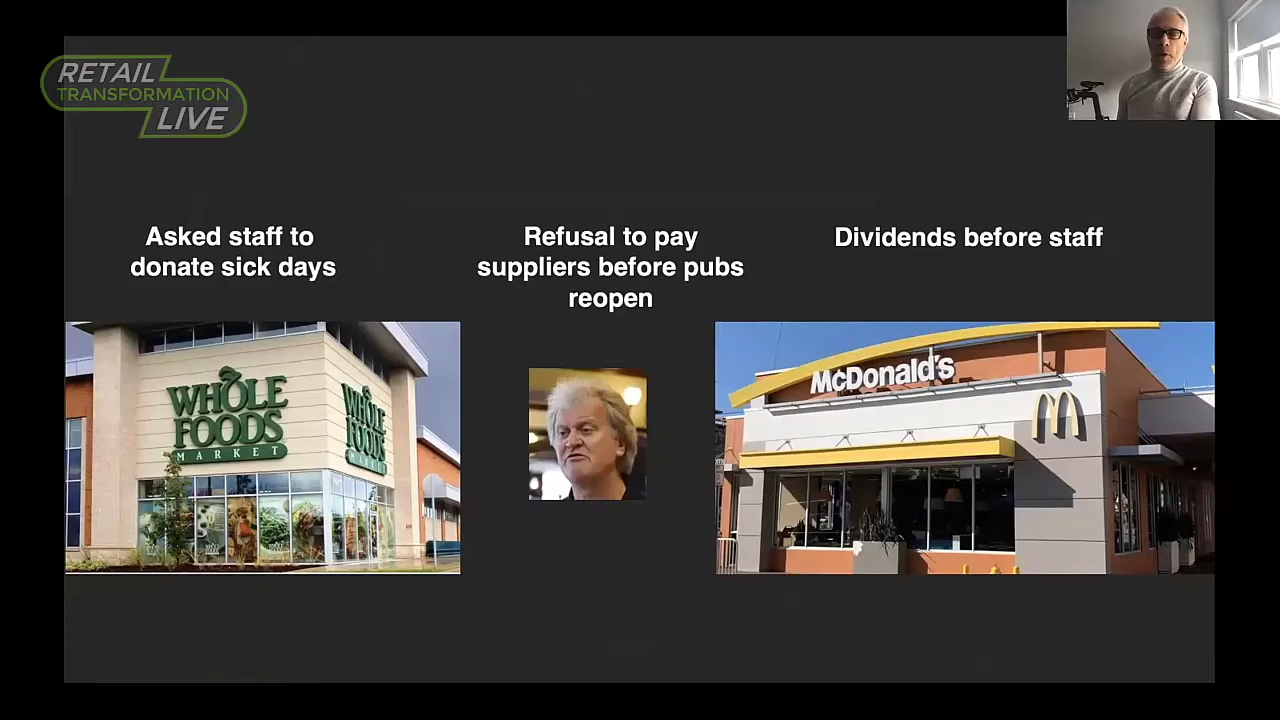 RETAIL
TRANSFORMATION
LIVE
Asked staff to
donate sick days
Refusal to pay
suppliers before pubs
reopen
Dividends before staff
WHOLE
FOODS
MARKET
WHOLE
FOODS
MARKET
McDonald's